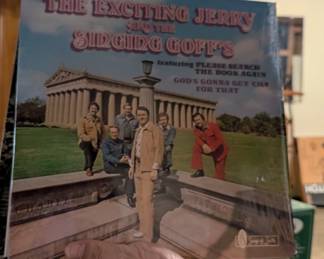 THE EXCITING JERRY
AND THE
SINGING GOFF'S
featuring PLEASE SEARCH
THE BOOK AGAIN
GOD'S GONNA GET CHA
FOR THAT